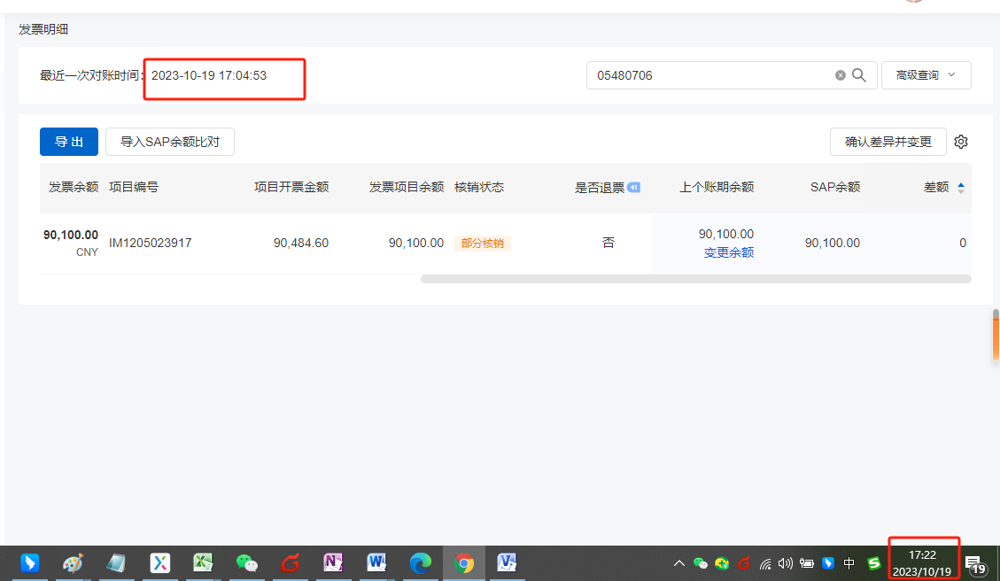 发票明细
最近一次对账时间: 2023-10-19 17:04:53
05480706
高级查询
导出
导入SAP余额比对
确认差异并变更
发票余额 项目编号 项目开票金额 发票项目余额 核销状态 是否退票 上个账期余额 SAP余额 差额
90,100.00 IM1205023917 90,484.60 90,100.00 部分核销 否 90,100.00 90,100.00 0
CNY 变更余额
中
17:22
2023/10/19
19